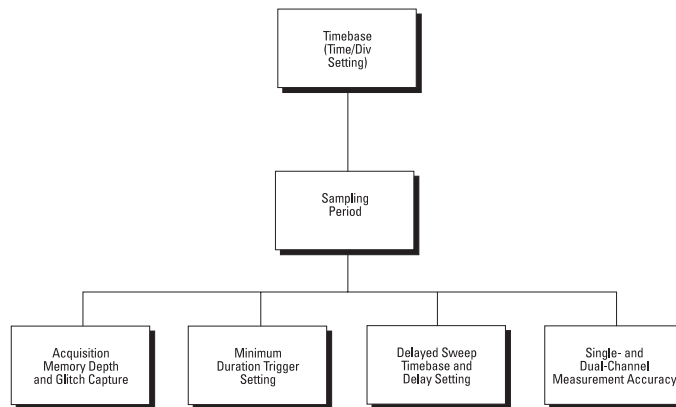 Timebase
(Time/Div
Setting)
Sampling
Period
Acquisition
Memory Depth
and Glitch Capture
Minimum
Duration Trigger
Setting
Delayed Sweep
Timebase and
Delay Setting
Single- and
Dual-Channel
Measurement Accuracy